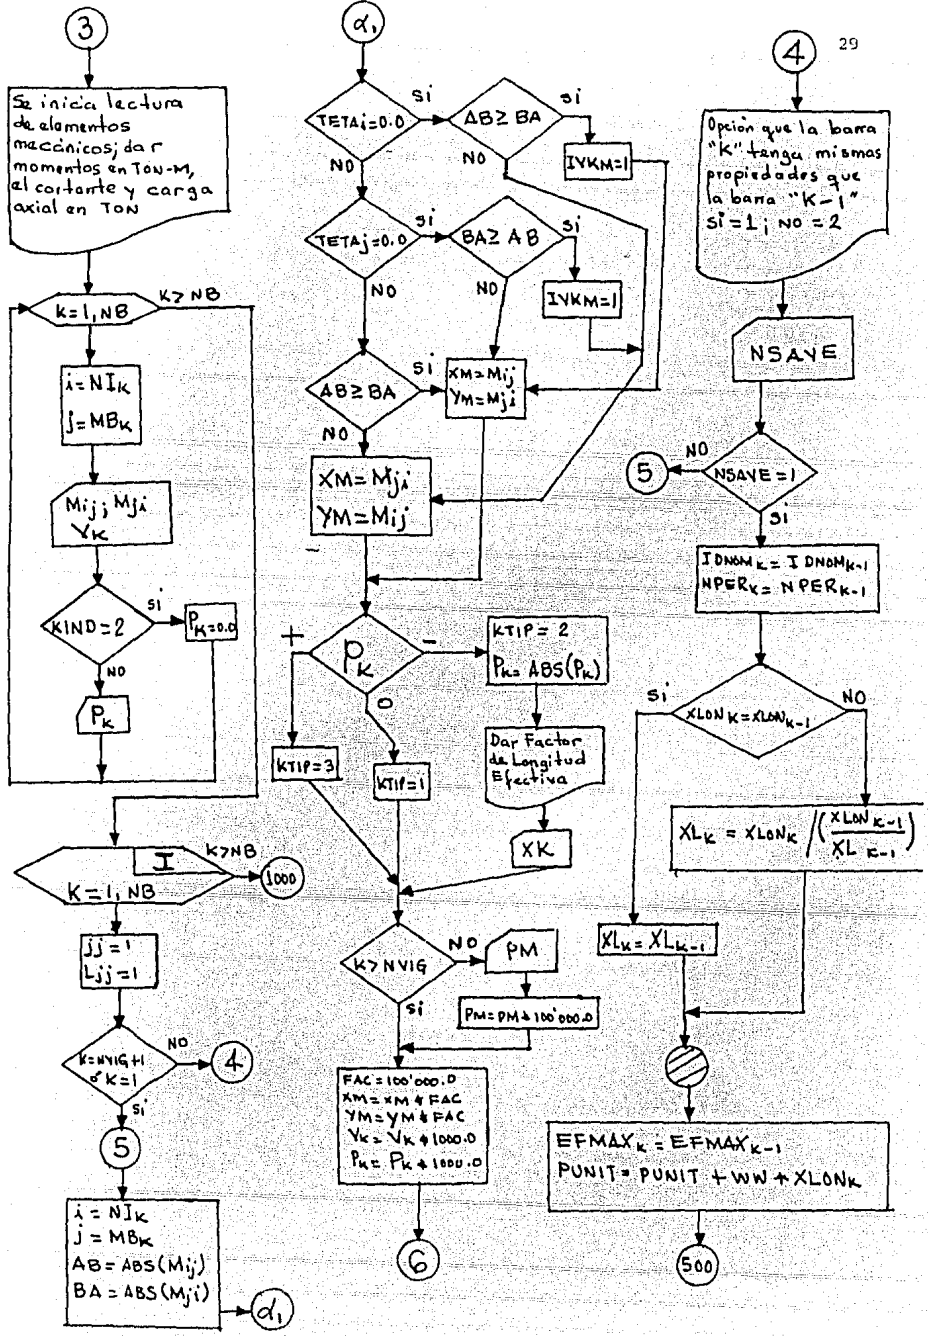 29
3
Se inicia lectura
de elementos
mecánicos; dar
momentos en TON-M,
el cortante y carga
axial en TON
K=1, NB
K>NB
i=NIK
j=MBK
Mij; Mji
VK
KIND=2
Si
PK=0.0
NO
PK
I
K>NB
K=1, NB
1000
jj=1
Ljj=1
K=NVIG+1
ó K=1
NO
4
Si
5
i=NIK
j=MBK
AB=ABS(Mij)
BA=ABS(Mji)
α1
α1
TETAi=0.0
Si
AB≥BA
Si
NO
NO
IVKM=1
TETAj=0.0
Si
BA≥AB
Si
NO
NO
IVKM=1
AB≥BA
Si
XM=Mij
YM=Mji
NO
XM=Mji
YM=Mij
+
PK
-
0
KTIP=2
PK=ABS(PK)
KTIP=3
KTIP=1
Dar Factor
de Longitud
Efectiva
XK
K>NVIG
NO
PM
Si
PM=PM*100'000.0
FAC=100'000.0
XM=XM*FAC
YM=YM*FAC
VK=VK*1000.0
PK=PK*1000.0
6
4
Opción que la barra
"K" tenga mismas
propiedades que
la barra "K-1"
Si=1; NO=2
NSAVE
5
NO
NSAVE=1
Si
IDNOMK=IDNOMK-1
NPERK=NPERK-1
Si
XLONK=XLONK-1
NO
XLK=XLONK/(XLONK-1/XLK-1)
XLK=XLK-1
EFMAXK=EFMAXK-1
PUNIT=PUNIT+WW*XLONK
500